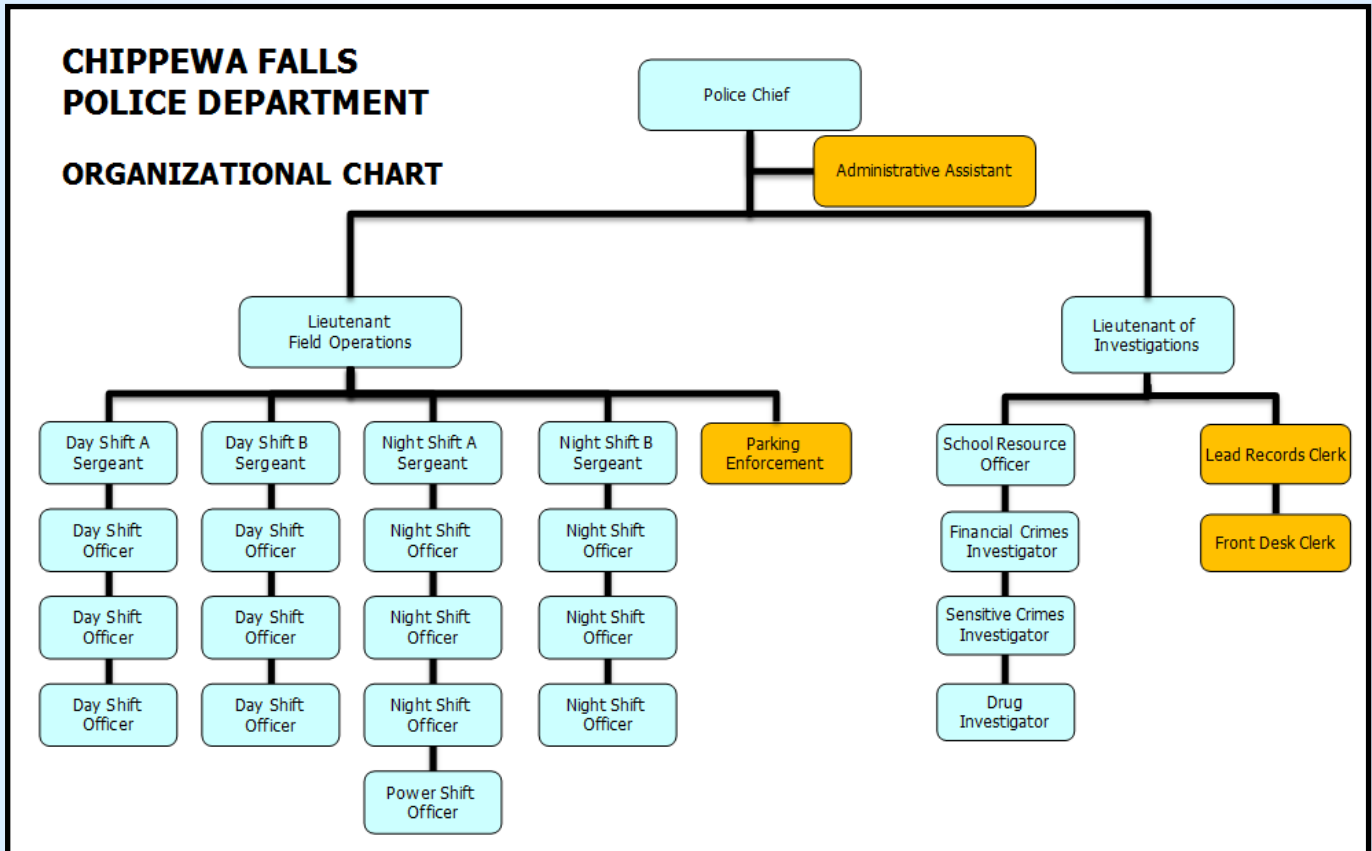 CHIPPEWA FALLS
POLICE DEPARTMENT
ORGANIZATIONAL CHART
Police Chief
Administrative Assistant
Lieutenant
Field Operations
Lieutenant of
Investigations
Day Shift A
Sergeant
Day Shift B
Sergeant
Night Shift A
Sergeant
Night Shift B
Sergeant
Parking
Enforcement
School Resource
Officer
Lead Records Clerk
Day Shift
Officer
Day Shift
Officer
Night Shift
Officer
Night Shift
Officer
Financial Crimes
Investigator
Front Desk Clerk
Day Shift
Officer
Day Shift
Officer
Night Shift
Officer
Night Shift
Officer
Sensitive Crimes
Investigator
Day Shift
Officer
Day Shift
Officer
Night Shift
Officer
Night Shift
Officer
Drug
Investigator
Power Shift
Officer